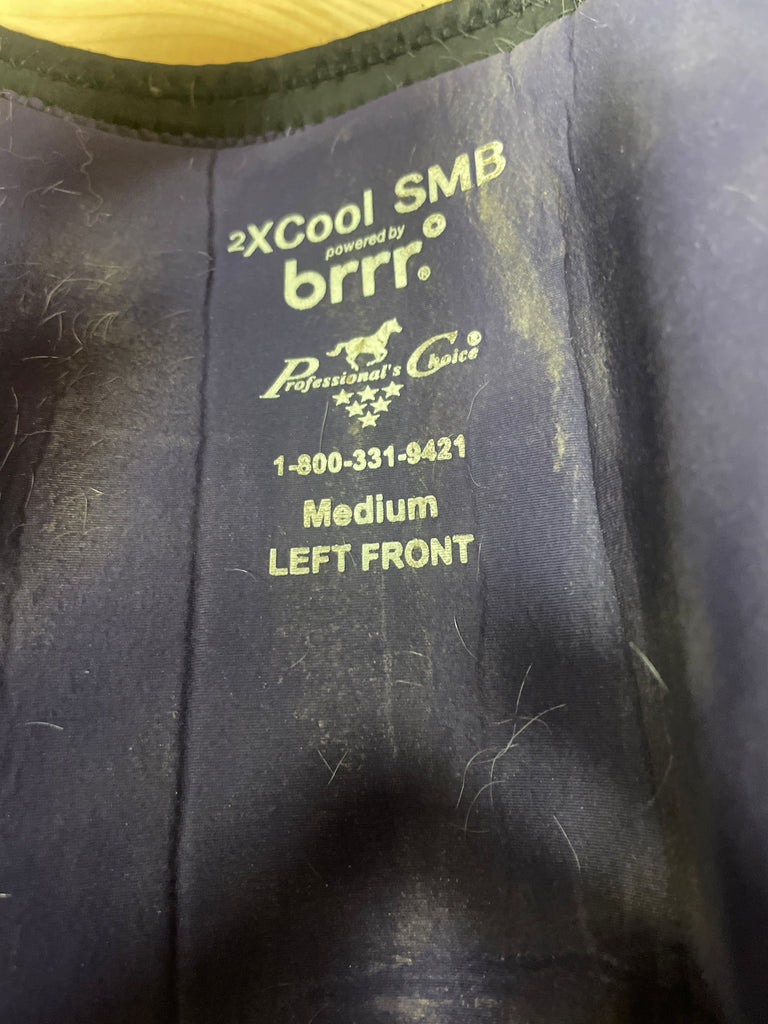 2XCool SMB
powered by
brrr°®
Professional's Choice®
1-800-331-9421
Medium
LEFT FRONT